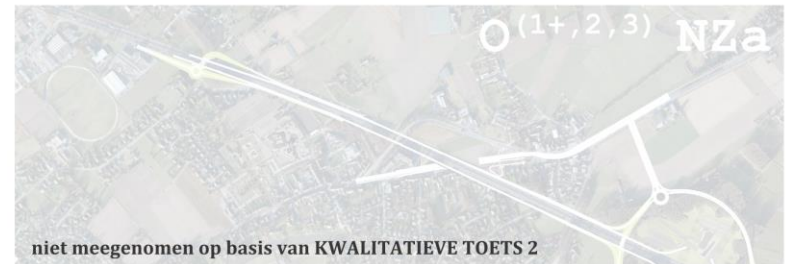 O(1+,2,3) NZa
niet meegenomen op basis van KWALITATIEVE TOETS 2